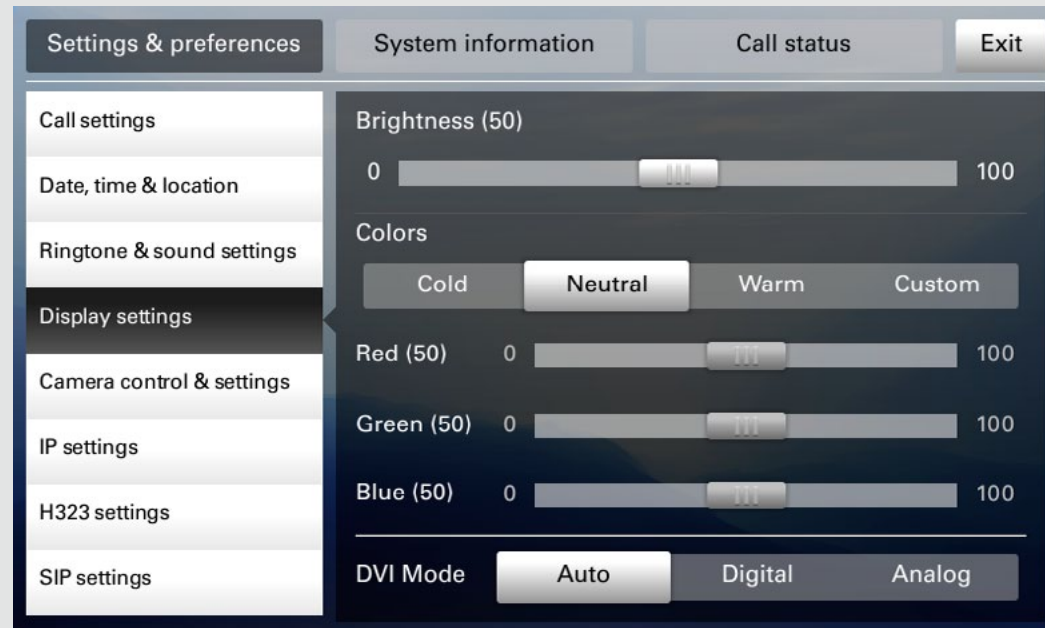 Settings & preferences System information Call status Exit
Call settings
Date, time & location
Ringtone & sound settings
Display settings
Camera control & settings
IP settings
H323 settings
SIP settings
Brightness (50)
0 100
Colors
Cold Neutral Warm Custom
Red (50) 0 100
Green (50) 0 100
Blue (50) 0 100
DVI Mode Auto Digital Analog